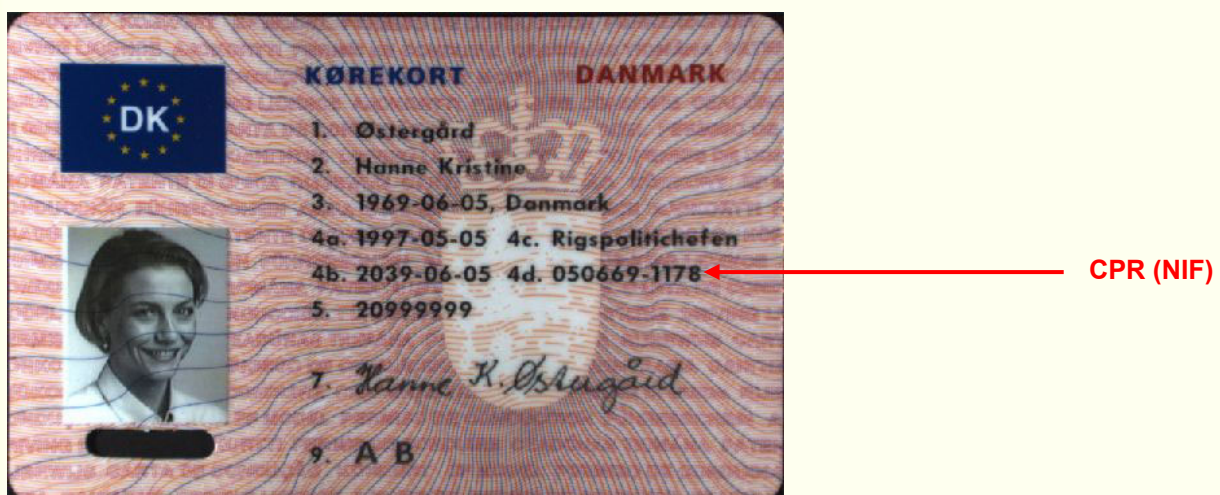 KØREKORT DANMARK
DK
1. Østergård
2. Hanne Kristine
3. 1969-06-05, Danmark
4a. 1997-05-05 4c. Rigspolitichefen
4b. 2039-06-05 4d. 050669-1178
CPR (NIF)
5. 20999999
7. Hanne K. Østergård
9. A B